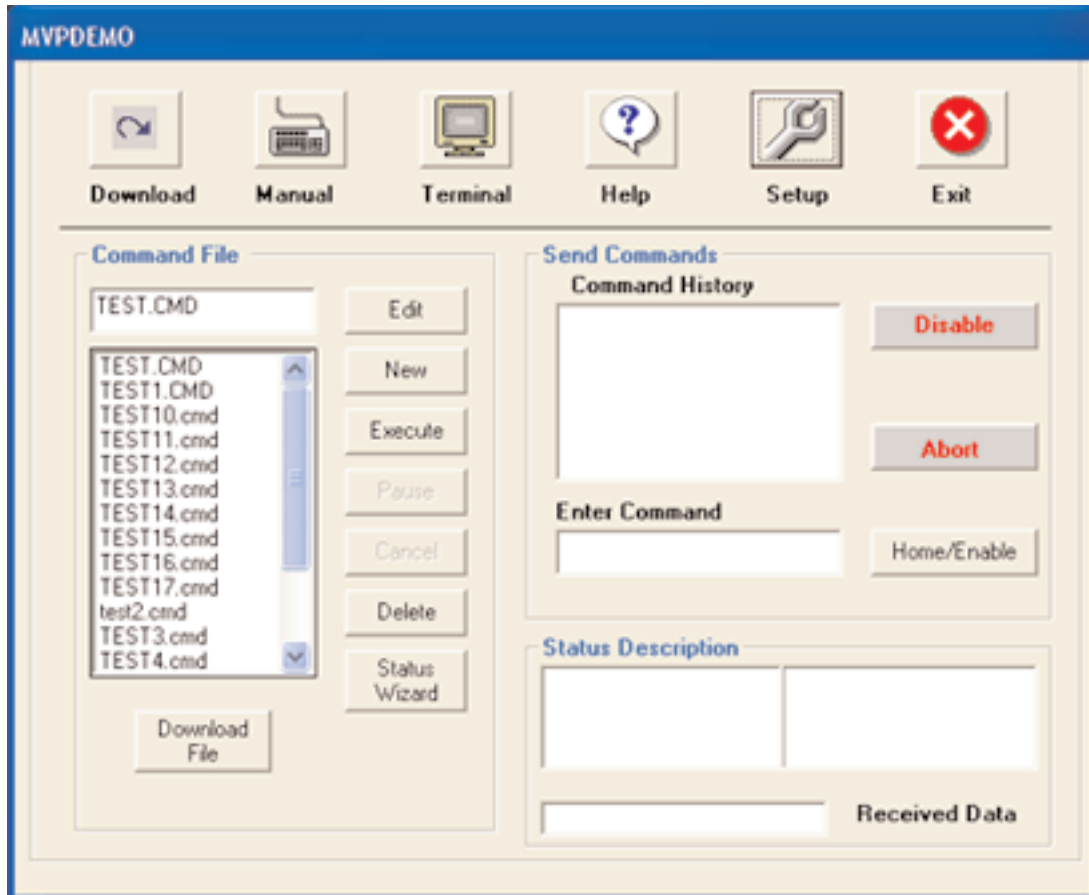 MVPDEMO
Download Manual Terminal Help Setup Exit
Command File
TEST.CMD
TEST.CMD
TEST1.CMD
TEST10.cmd
TEST11.cmd
TEST12.cmd
TEST13.cmd
TEST14.cmd
TEST15.cmd
TEST16.cmd
TEST17.cmd
test2.cmd
TEST3.cmd
TEST4.cmd
Edit
New
Execute
Pause
Cancel
Delete
Status
Wizard
Download
File
Send Commands
Command History
Disable
Abort
Enter Command
Home/Enable
Status Description
Received Data